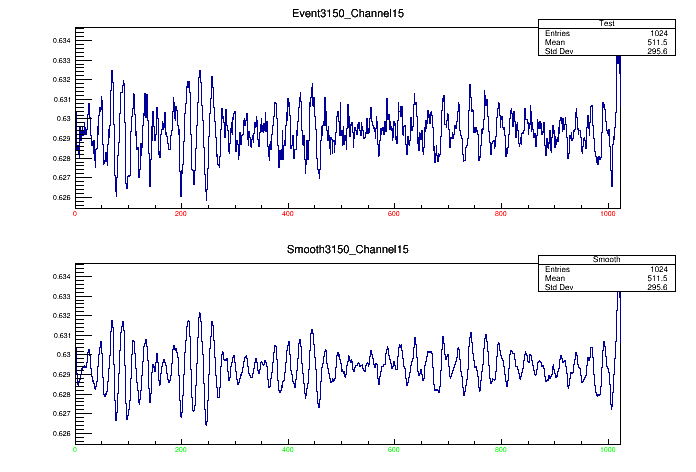 Event3150_Channel15
Test
Entries 1024
Mean 511.5
Std Dev 295.6
0.634
0.633
0.632
0.631
0.63
0.629
0.628
0.627
0.626
0 200 400 600 800 1000
Smooth3150_Channel15
Smooth
Entries 1024
Mean 511.5
Std Dev 295.6
0.634
0.633
0.632
0.631
0.63
0.629
0.628
0.627
0.626
0 200 400 600 800 1000